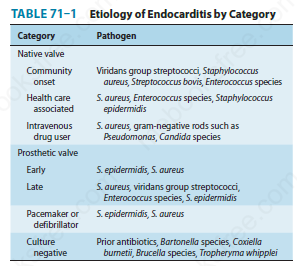 TABLE 71–1 Etiology of Endocarditis by Category
Category Pathogen
Native valve
Community Viridans group streptococci, Staphylococcus
onset aureus, Streptococcus bovis, Enterococcus species
Health care S. aureus, Enterococcus species, Staphylococcus
associated epidermidis
Intravenous S. aureus, gram-negative rods such as
drug user Pseudomonas, Candida species
Prosthetic valve
Early S. epidermidis, S. aureus
Late S. aureus, viridans group streptococci,
Enterococcus species, S. epidermidis
Pacemaker or S. epidermidis, S. aureus
defibrillator
Culture Prior antibiotics, Bartonella species, Coxiella
negative burnetii, Brucella species, Tropheryma whipplei